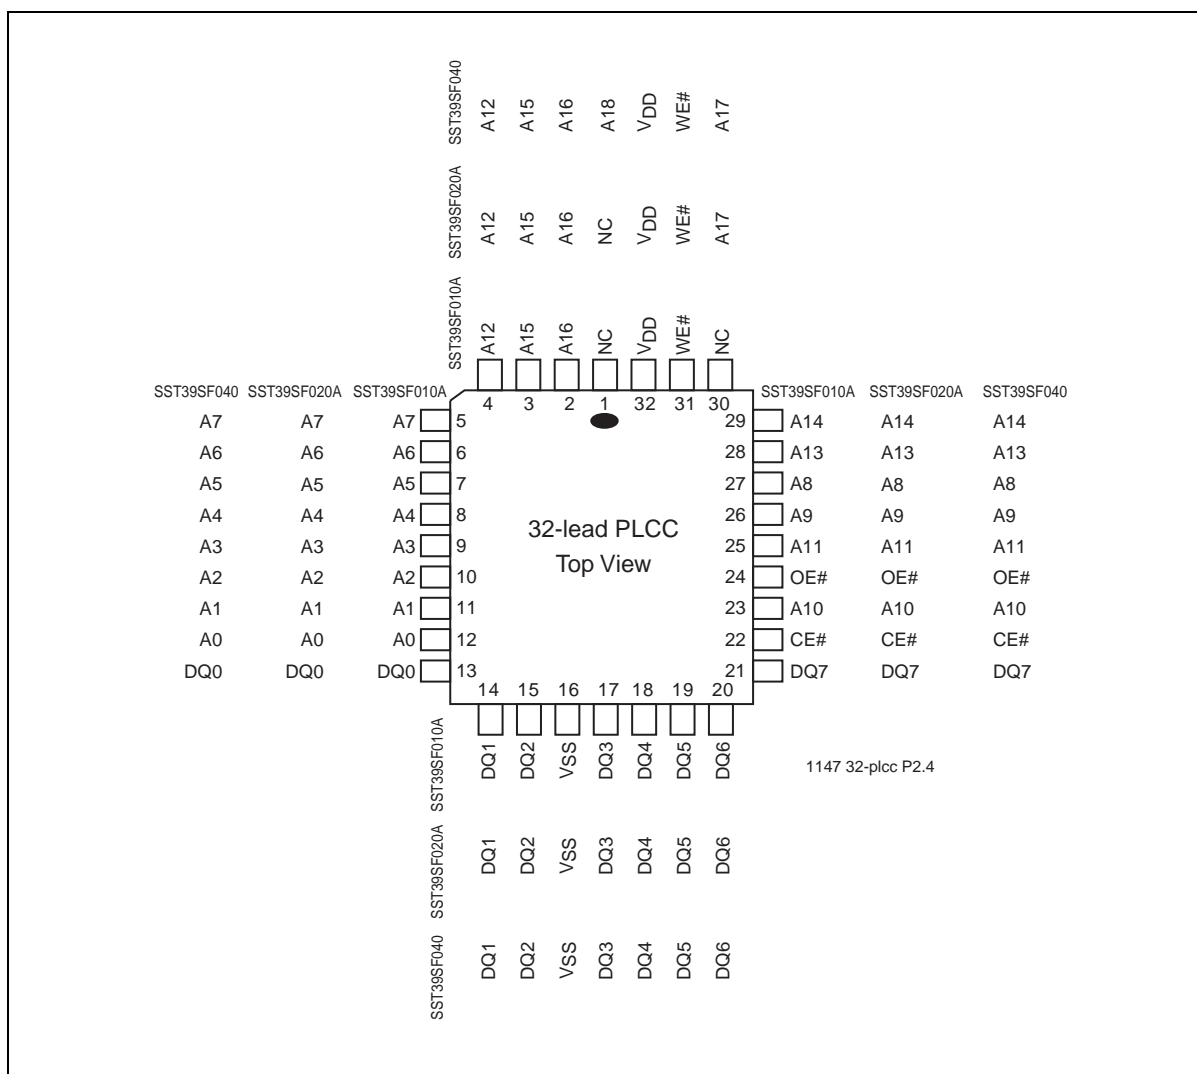 SST39SF040 A12 A15 A16 A18 VDD WE# A17
SST39SF020A A12 A15 A16 NC VDD WE# A17
SST39SF010A A12 A15 A16 NC VDD WE# NC
4 3 2 1 32 31 30
SST39SF040 SST39SF020A SST39SF010A SST39SF010A SST39SF020A SST39SF040
A7 A7 A7 5 29 A14 A14 A14
A6 A6 A6 6 28 A13 A13 A13
A5 A5 A5 7 27 A8 A8 A8
A4 A4 A4 8 26 A9 A9 A9
A3 A3 A3 9 25 A11 A11 A11
A2 A2 A2 10 24 OE# OE# OE#
A1 A1 A1 11 23 A10 A10 A10
A0 A0 A0 12 22 CE# CE# CE#
DQ0 DQ0 DQ0 13 21 DQ7 DQ7 DQ7
32-lead PLCC
Top View
14 15 16 17 18 19 20
SST39SF010A DQ1 DQ2 VSS DQ3 DQ4 DQ5 DQ6
SST39SF020A DQ1 DQ2 VSS DQ3 DQ4 DQ5 DQ6
SST39SF040 DQ1 DQ2 VSS DQ3 DQ4 DQ5 DQ6
1147 32-plcc P2.4